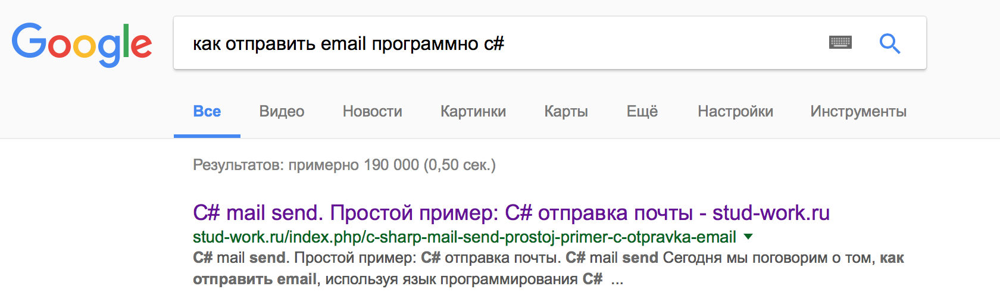 Google
как отправить email программно c#
Все Видео Новости Картинки Карты Ещё Настройки Инструменты
Результатов: примерно 190 000 (0,50 сек.)
C# mail send. Простой пример: C# отправка почты - stud-work.ru
stud-work.ru/index.php/c-sharp-mail-send-prostoj-primer-c-otpravka-email
C# mail send. Простой пример: C# отправка почты. C# mail send Сегодня мы поговорим о том, как
отправить email, используя язык программирования C# ...